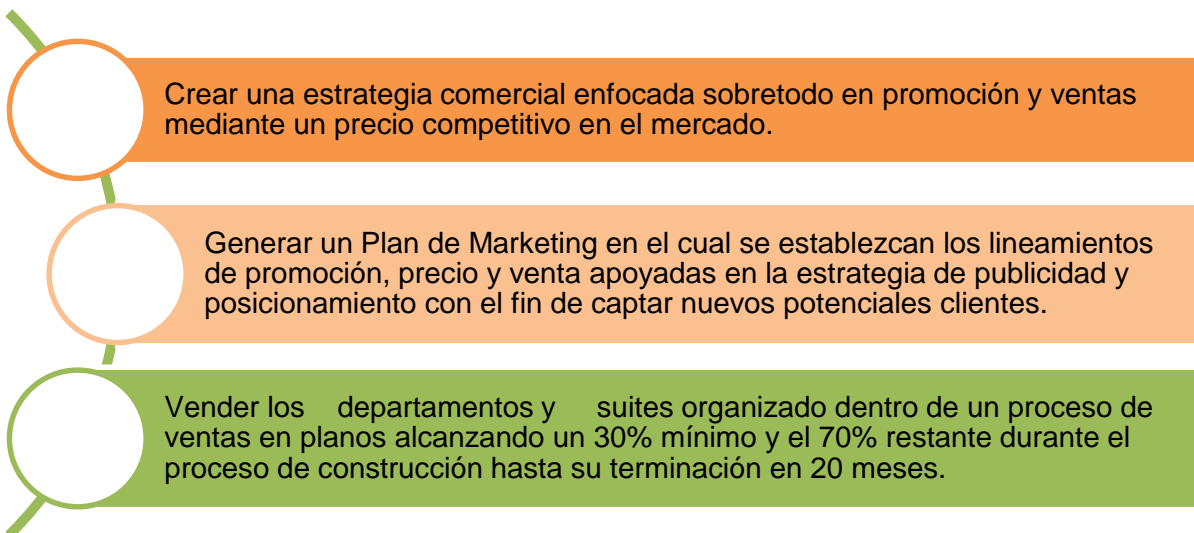 Crear una estrategia comercial enfocada sobretodo en promoción y ventas
mediante un precio competitivo en el mercado.
Generar un Plan de Marketing en el cual se establezcan los lineamientos
de promoción, precio y venta apoyadas en la estrategia de publicidad y
posicionamiento con el fin de captar nuevos potenciales clientes.
Vender los departamentos y suites organizado dentro de un proceso de
ventas en planos alcanzando un 30% mínimo y el 70% restante durante el
proceso de construcción hasta su terminación en 20 meses.